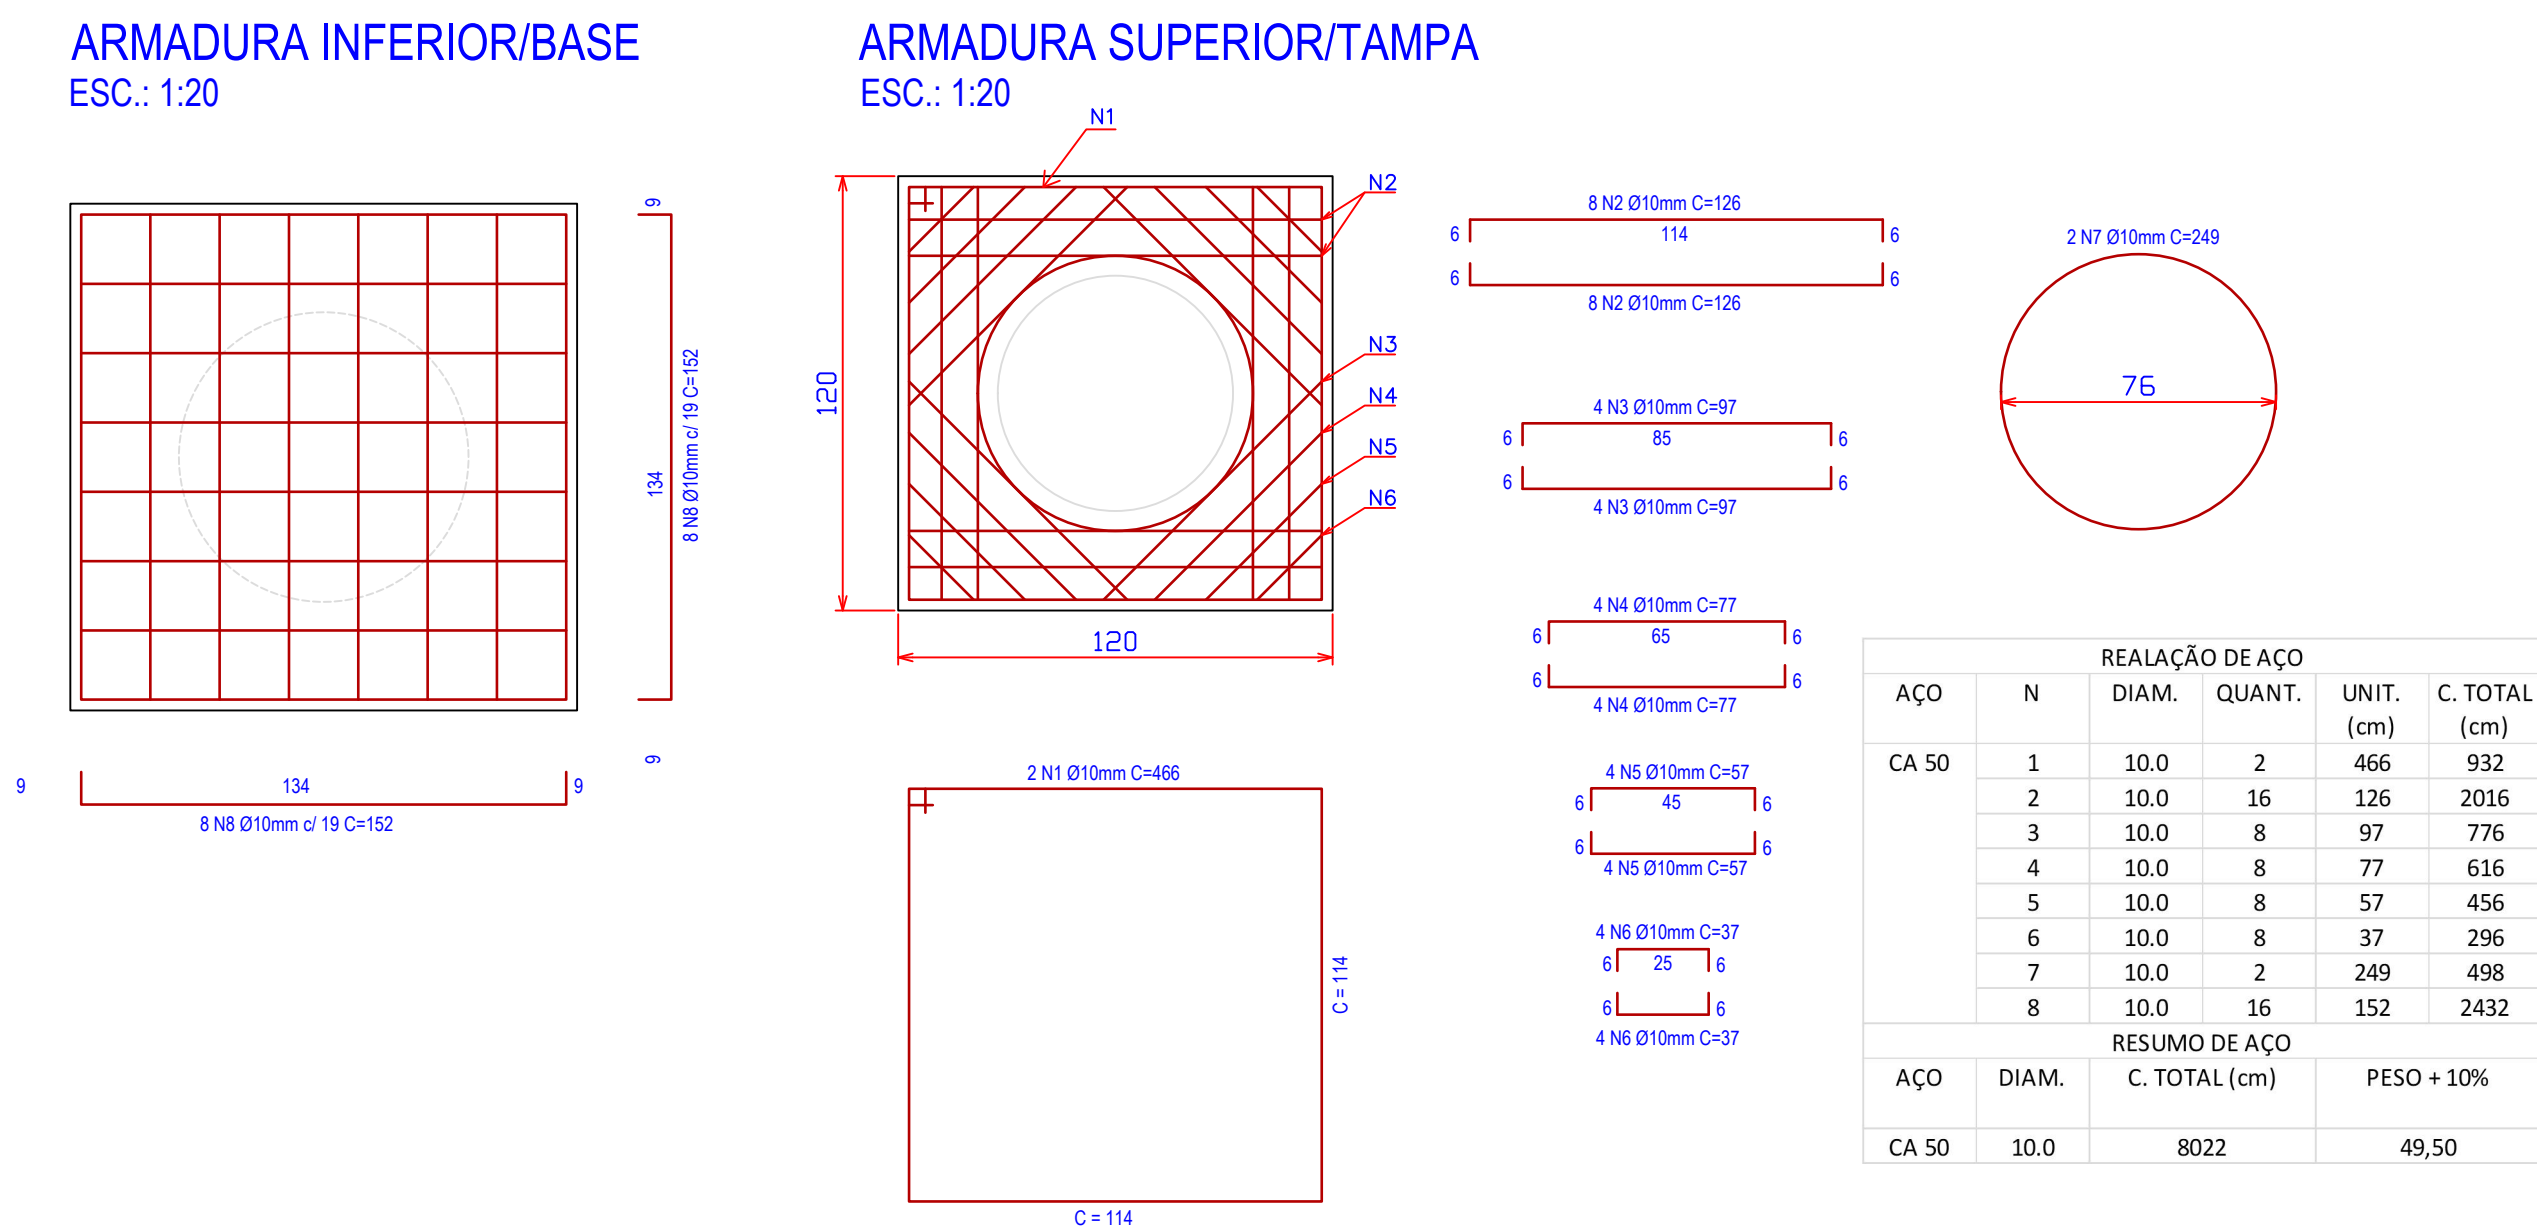 ARMADURA INFERIOR/BASE
ESC.: 1:20
9
134
8 N8 Ø10mm c/ 19 C=152
9
9
134
9
8 N8 Ø10mm c/ 19 C=152
ARMADURA SUPERIOR/TAMPA
ESC.: 1:20
N1
N2
N3
N4
N5
N6
120
120
2 N1 Ø10mm C=466
C = 114
C = 114
8 N2 Ø10mm C=126
6
114
6
6
6
8 N2 Ø10mm C=126
4 N3 Ø10mm C=97
6
85
6
6
6
4 N3 Ø10mm C=97
4 N4 Ø10mm C=77
6
65
6
6
6
4 N4 Ø10mm C=77
4 N5 Ø10mm C=57
6
45
6
6
6
4 N5 Ø10mm C=57
4 N6 Ø10mm C=37
6
25
6
6
6
4 N6 Ø10mm C=37
2 N7 Ø10mm C=249
76
REALAÇÃO DE AÇO
AÇO N DIAM. QUANT. UNIT. (cm) C. TOTAL (cm)
CA 50 1 10.0 2 466 932
2 10.0 16 126 2016
3 10.0 8 97 776
4 10.0 8 77 616
5 10.0 8 57 456
6 10.0 8 37 296
7 10.0 2 249 498
8 10.0 16 152 2432
RESUMO DE AÇO
AÇO DIAM. C. TOTAL (cm) PESO + 10%
CA 50 10.0 8022 49,50